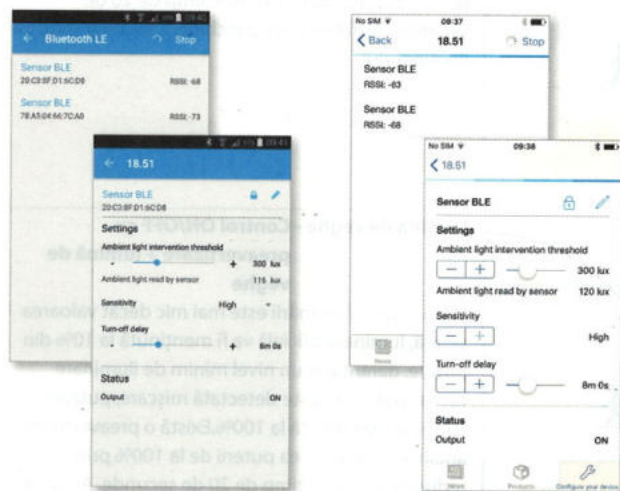 Bluetooth LE
Stop
Sensor BLE
20:C3:8F:D1:6C:D8
RSSI: -68
Sensor BLE
78:A5:04:66:7C:A0
RSSI: -73
18.51
Sensor BLE
20:C3:8F:D1:6C:D8
Settings
Ambient light intervention threshold
- + 300 lux
Ambient light read by sensor
115 lux
Sensitivity
High
Turn-off delay
- + 8m 0s
Status
Output
ON
No SIM
09:37
Back
18.51
Stop
Sensor BLE
RSSI: -63
Sensor BLE
RSSI: -68
No SIM
09:38
18.51
Sensor BLE
Settings
Ambient light intervention threshold
- + 300 lux
Ambient light read by sensor
120 lux
Sensitivity
- + High
Turn-off delay
- + 8m 0s
Status
Output
ON
News
Products
Configure your device